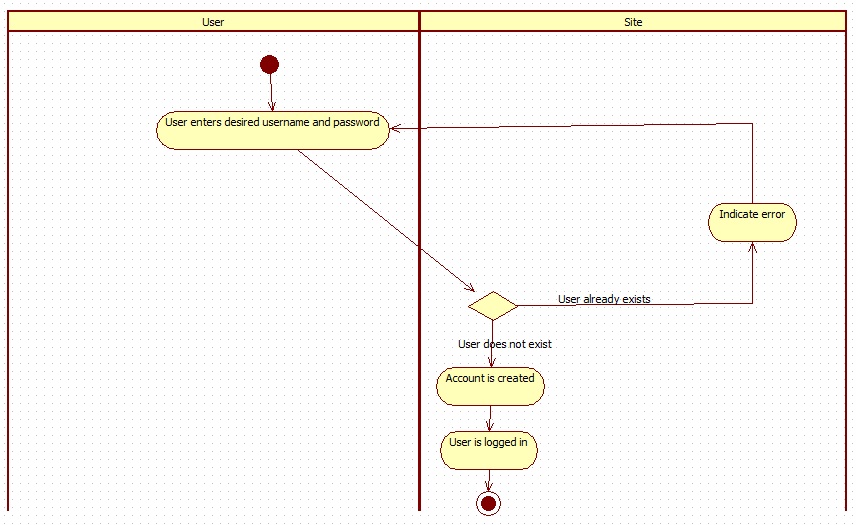 User
Site
User enters desired username and password
Indicate error
User already exists
User does not exist
Account is created
User is logged in